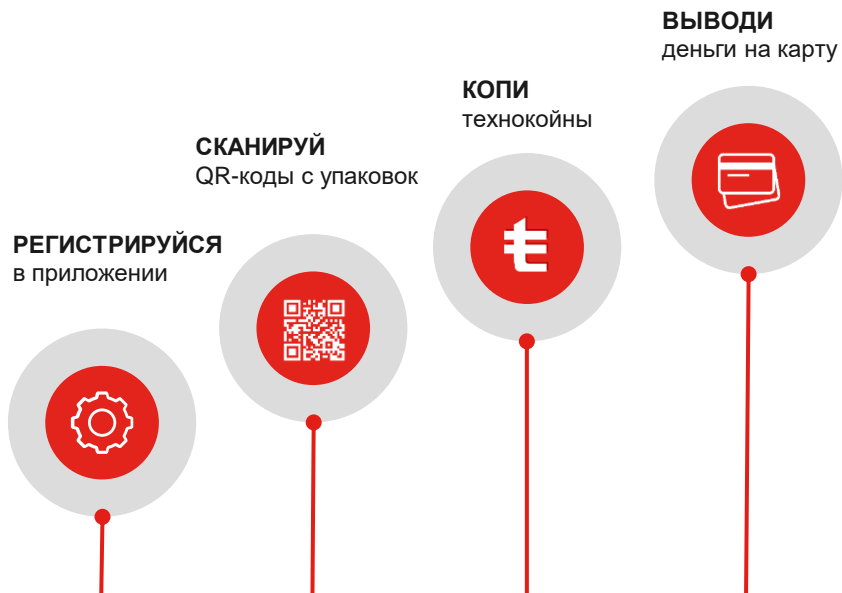 РЕГИСТРИРУЙСЯ
в приложении
СКАНИРУЙ
QR-коды с упаковок
КОПИ
технокойны
ВЫВОДИ
деньги на карту